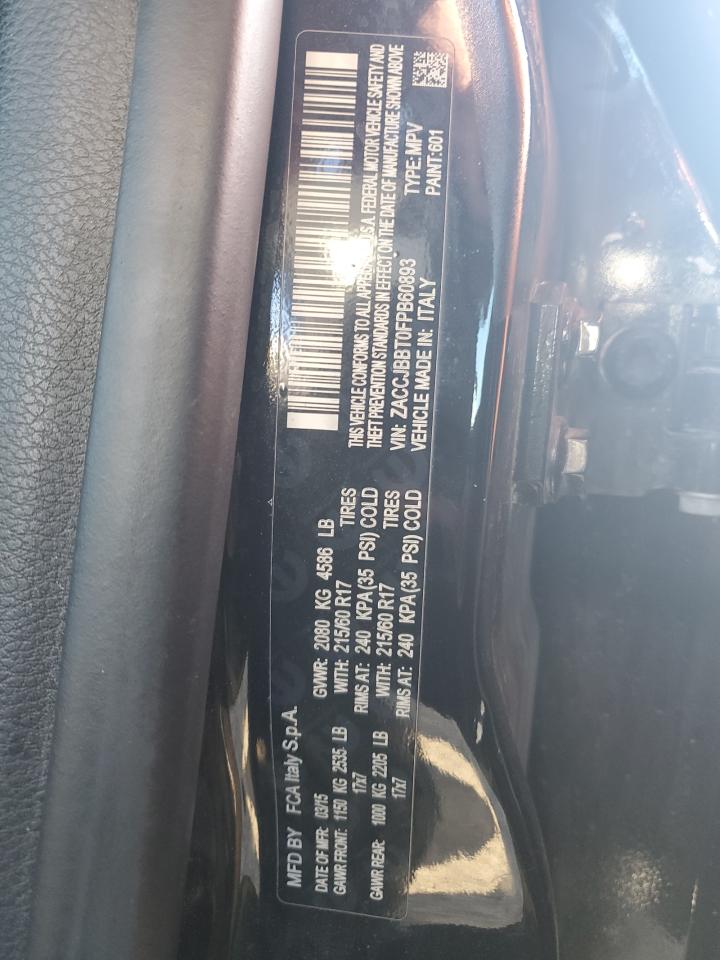 MFD BY FCA Italy S.p.A.
DATE OF MFR: 03/15 GVWR: 2080 KG 4586 LB
GAWR FRONT: 1150 KG 2535 LB WITH: 215/60 R17 TIRES
17x7 RIMS AT: 240 KPA(35 PSI) COLD
GAWR REAR: 1000 KG 2205 LB WITH: 215/60 R17 TIRES
17x7 RIMS AT: 240 KPA(35 PSI) COLD
THIS VEHICLE CONFORMS TO ALL U.S.A. FEDERAL MOTOR VEHICLE SAFETY AND
THEFT PREVENTION STANDARDS IN EFFECT ON THE DATE OF MANUFACTURE SHOWN ABOVE
VIN: ZACCJBBT0FPB60893 TYPE: MPV
VEHICLE MADE IN: ITALY PAINT: 601